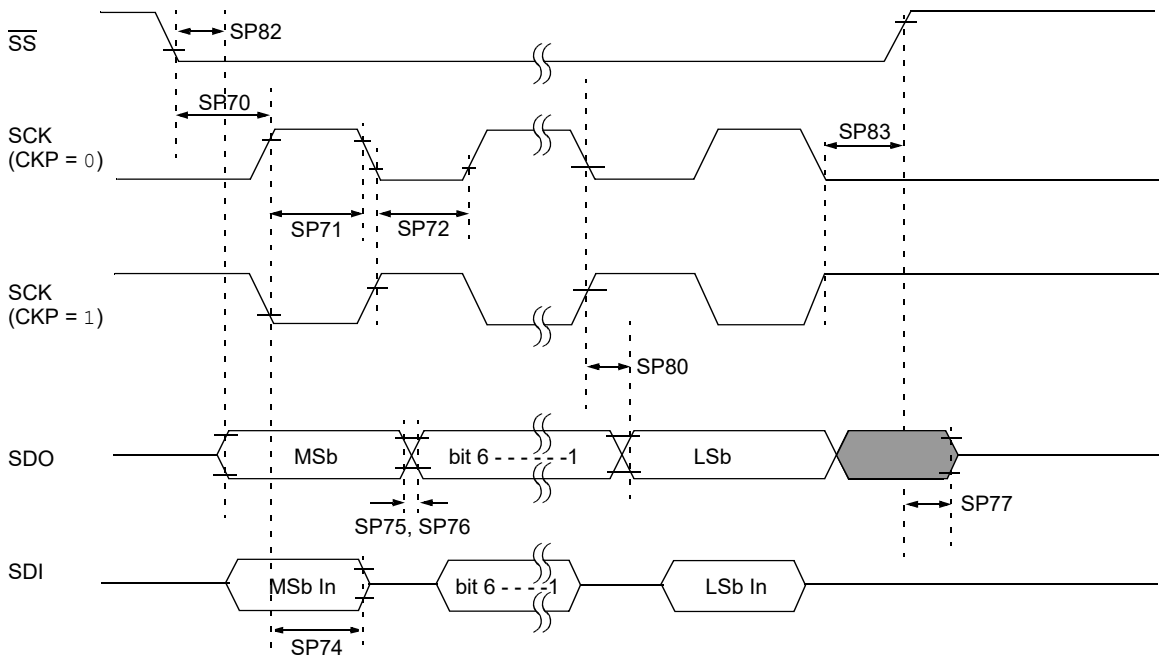 SS
SP82
SP70
SCK
(CKP = 0)
SP83
SP71
SP72
SCK
(CKP = 1)
SP80
SDO
MSb
bit 6 - - - - - -1
LSb
SP75, SP76
SP77
SDI
MSb In
bit 6 - - - -1
LSb In
SP74